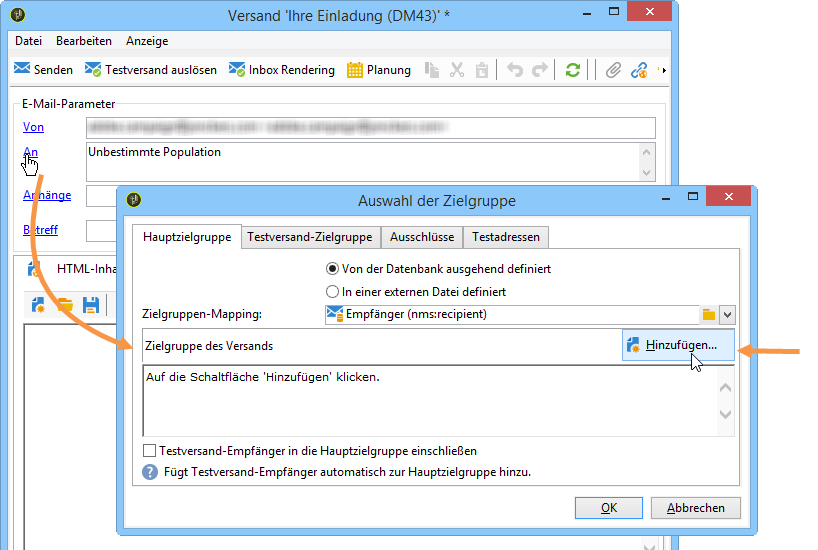 Versand 'Ihre Einladung (DM43)' *
Datei Bearbeiten Anzeige
Senden Testversand auslösen Inbox Rendering Planung
E-Mail-Parameter
Von
An Unbestimmte Population
Anhänge
Betreff
Auswahl der Zielgruppe
Hauptzielgruppe Testversand-Zielgruppe Ausschlüsse Testadressen
HTML-Inha
Von der Datenbank ausgehend definiert
In einer externen Datei definiert
Zielgruppen-Mapping: Empfänger (nms:recipient)
Zielgruppe des Versands Hinzufügen...
Auf die Schaltfläche 'Hinzufügen' klicken.
Testversand-Empfänger in die Hauptzielgruppe einschließen
? Fügt Testversand-Empfänger automatisch zur Hauptzielgruppe hinzu.
OK Abbrechen